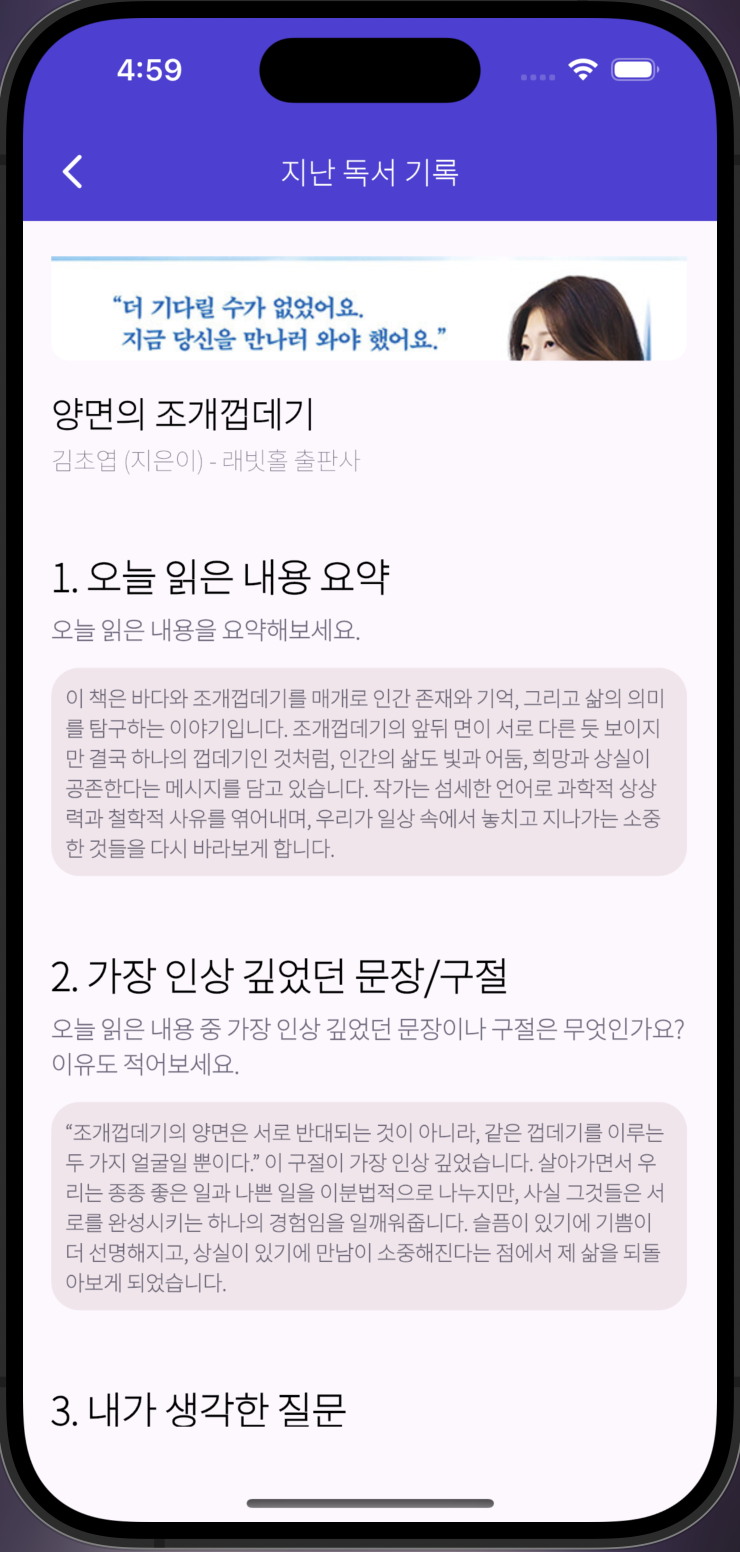 4:59
지난 독서 기록
“더 기다릴 수가 없었어요.
지금 당신을 만나러 와야 했어요.”
양면의 조개껍데기
김초엽 (지은이) - 래빗홀 출판사
1. 오늘 읽은 내용 요약
오늘 읽은 내용을 요약해보세요.
이 책은 바다와 조개껍데기를 매개로 인간 존재와 기억, 그리고 삶의 의미
를 탐구하는 이야기입니다. 조개껍데기의 앞뒤 면이 서로 다른 듯 보이지
만 결국 하나의 껍데기인 것처럼, 인간의 삶도 빛과 어둠, 희망과 상실이
공존한다는 메시지를 담고 있습니다. 작가는 섬세한 언어로 과학적 상상
력과 철학적 사유를 엮어내며, 우리가 일상 속에서 놓치고 지나가는 소중
한 것들을 다시 바라보게 합니다.
2. 가장 인상 깊었던 문장/구절
오늘 읽은 내용 중 가장 인상 깊었던 문장이나 구절은 무엇인가요?
이유도 적어보세요.
“조개껍데기의 양면은 서로 반대되는 것이 아니라, 같은 껍데기를 이루는
두 가지 얼굴일 뿐이다.” 이 구절이 가장 인상 깊었습니다. 살아가면서 우
리는 종종 좋은 일과 나쁜 일을 이분법적으로 나누지만, 사실 그것들은 서
로를 완성시키는 하나의 경험임을 일깨워줍니다. 슬픔이 있기에 기쁨이
더 선명해지고, 상실이 있기에 만남이 소중해진다는 점에서 제 삶을 되돌
아보게 되었습니다.
3. 내가 생각한 질문